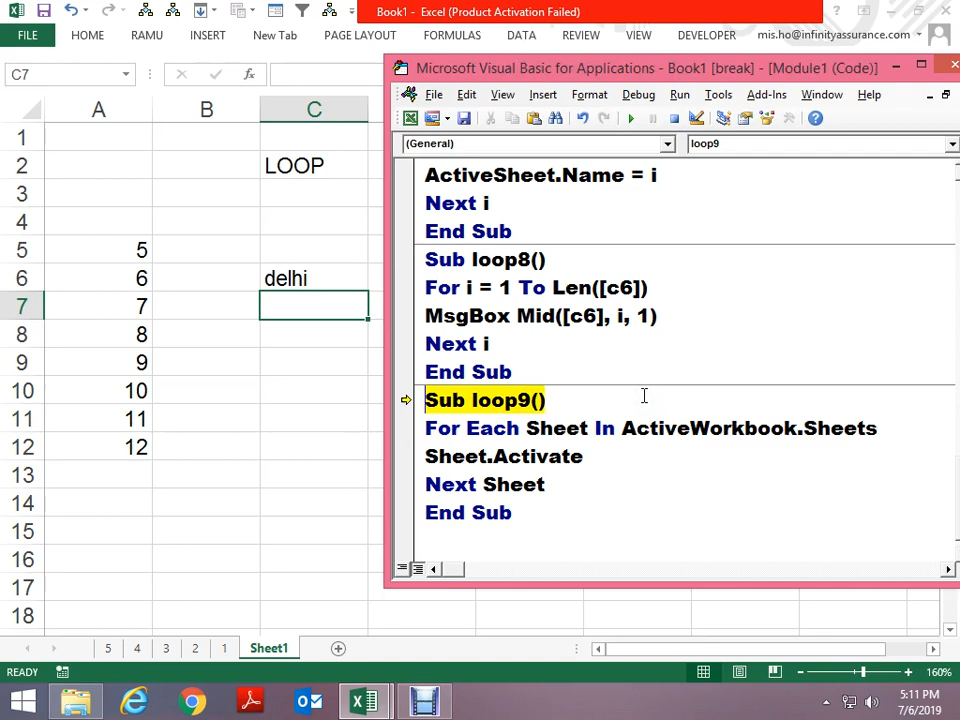 Book1 - Excel (Product Activation Failed)
FILE HOME RAMU INSERT New Tab PAGE LAYOUT FORMULAS DATA REVIEW VIEW DEVELOPER mis.ho@infinityassurance.com
C7 fx
Microsoft Visual Basic for Applications - Book1 [break] - [Module1 (Code)]
File Edit View Insert Format Debug Run Tools Add-Ins Window Help
(General) loop9
A B C
1
2 LOOP
3
4
5 5
6 6 delhi
7 7
8 8
9 9
10 10
11 11
12 12
13
14
15
16
17
18
ActiveSheet.Name = i
Next i
End Sub
Sub loop8()
For i = 1 To Len([c6])
MsgBox Mid([c6], i, 1)
Next i
End Sub
Sub loop9()
For Each Sheet In ActiveWorkbook.Sheets
Sheet.Activate
Next Sheet
End Sub
5 4 3 2 1 Sheet1
READY 160%
5:11 PM
7/6/2019